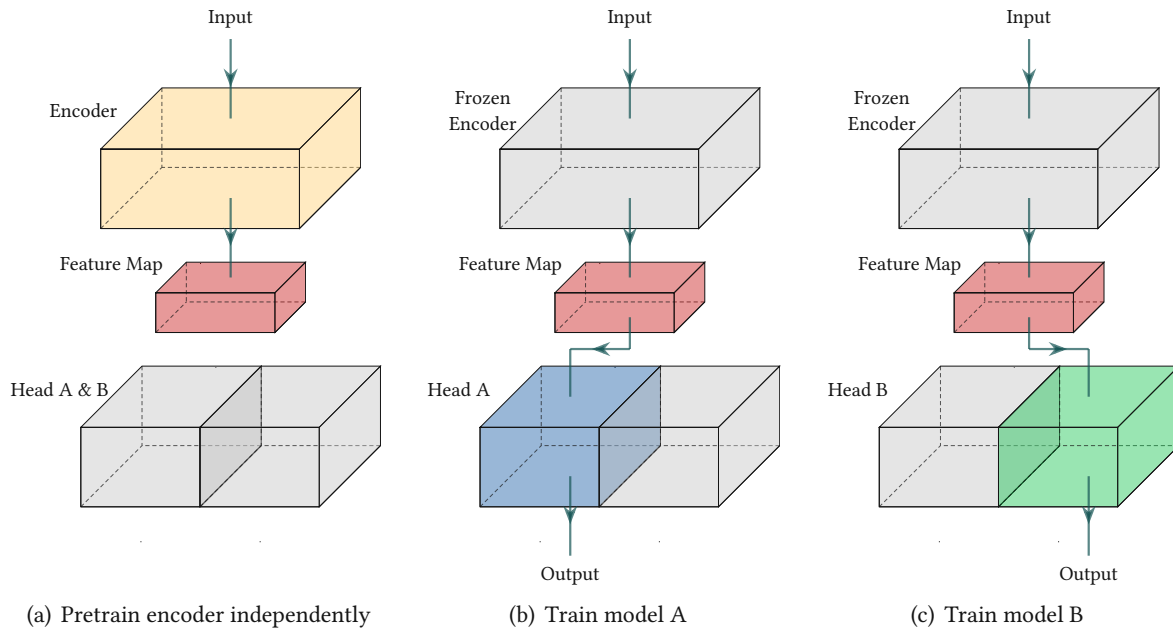 Input
Encoder
Feature Map
Head A & B
(a) Pretrain encoder independently
Input
Frozen
Encoder
Feature Map
Head A
Output
(b) Train model A
Input
Frozen
Encoder
Feature Map
Head B
Output
(c) Train model B